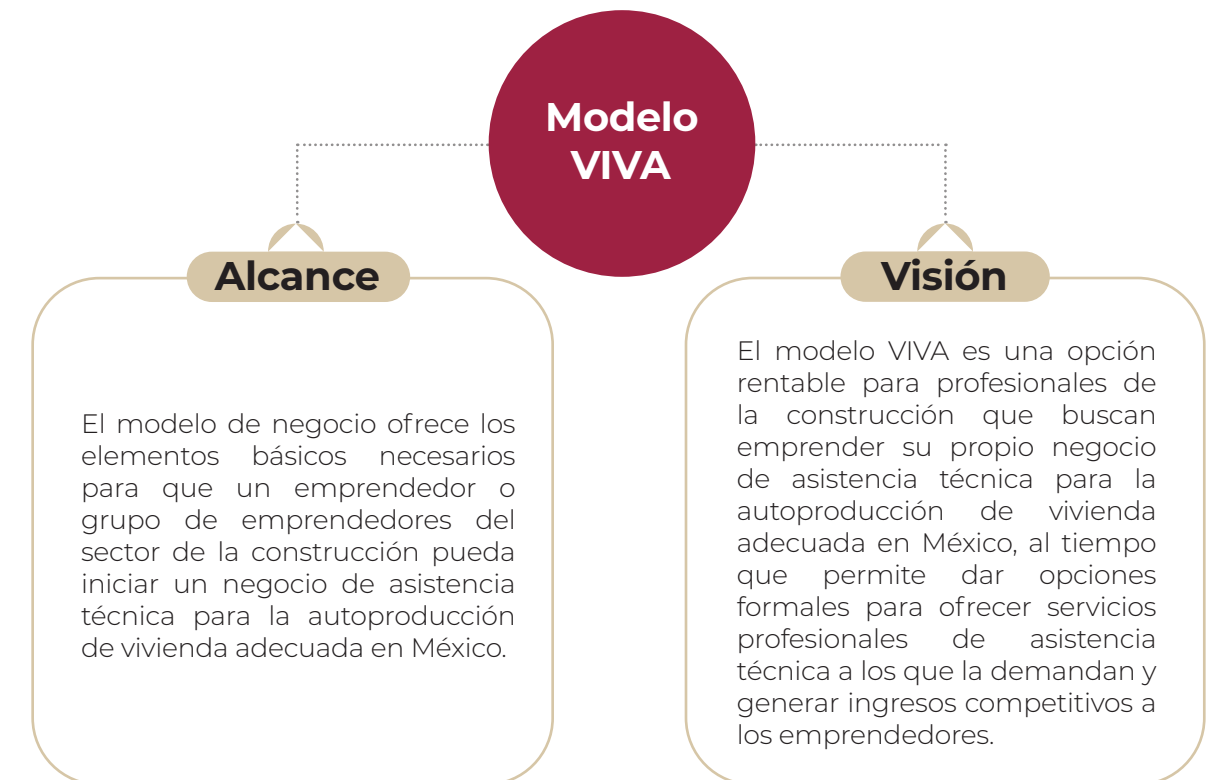 Modelo
VIVA
Alcance
El modelo de negocio ofrece los
elementos básicos necesarios
para que un emprendedor o
grupo de emprendedores del
sector de la construcción pueda
iniciar un negocio de asistencia
técnica para la autoproducción
de vivienda adecuada en México.
Visión
El modelo VIVA es una opción
rentable para profesionales de
la construcción que buscan
emprender su propio negocio
de asistencia técnica para la
autoproducción de vivienda
adecuada en México, al tiempo
que permite dar opciones
formales para ofrecer servicios
profesionales de asistencia
técnica a los que la demandan y
generar ingresos competitivos a
los emprendedores.